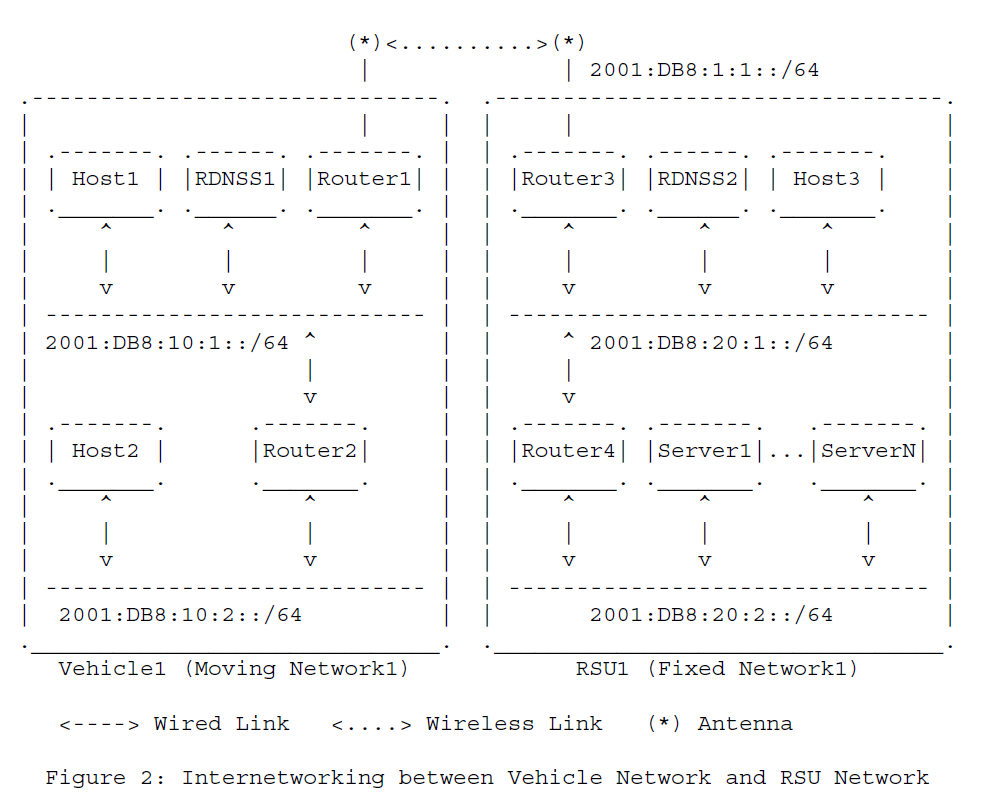 (*)<..........>(*)
2001:DB8:1:1::/64
Host1 RDNSS1 Router1 Router3 RDNSS2 Host3
2001:DB8:10:1::/64 2001:DB8:20:1::/64
Host2 Router2 Router4 Server1 ... ServerN
2001:DB8:10:2::/64 2001:DB8:20:2::/64
Vehicle1 (Moving Network1) RSU1 (Fixed Network1)
<----> Wired Link <....> Wireless Link (*) Antenna
Figure 2: Internetworking between Vehicle Network and RSU Network